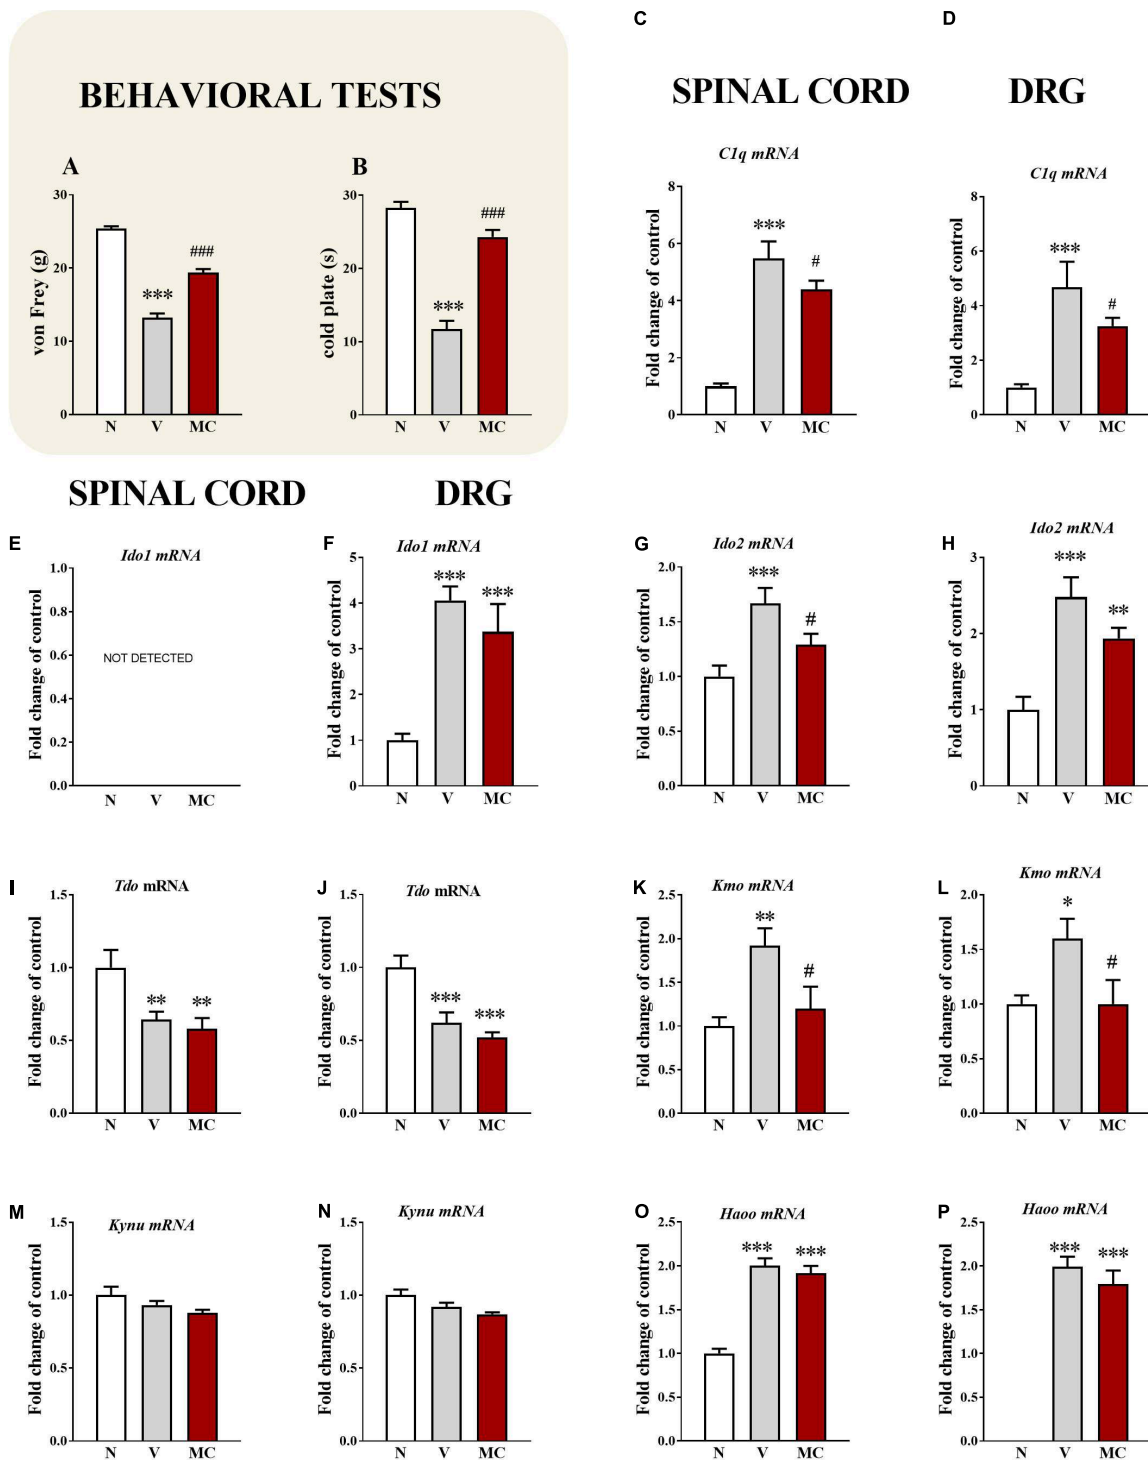 BEHAVIORAL TESTS
A
von Frey (g)
30
20
10
0
***
###
N V MC
B
cold plate (s)
30
20
10
0
***
###
N V MC
C
SPINAL CORD
C1q mRNA
Fold change of control
8
6
4
2
0
***
#
N V MC
D
DRG
C1q mRNA
Fold change of control
8
6
4
2
0
***
#
N V MC
SPINAL CORD
DRG
E
Ido1 mRNA
Fold change of control
1.0
0.8
0.6
0.4
0.2
0.0
NOT DETECTED
N V MC
F
Ido1 mRNA
Fold change of control
5
4
3
2
1
0
***
***
N V MC
G
Ido2 mRNA
Fold change of control
2.0
1.5
1.0
0.5
0.0
***
#
N V MC
H
Ido2 mRNA
Fold change of control
3
2
1
0
***
**
N V MC
I
Tdo mRNA
Fold change of control
1.5
1.0
0.5
0.0
**
**
N V MC
J
Tdo mRNA
Fold change of control
1.5
1.0
0.5
0.0
***
***
N V MC
K
Kmo mRNA
Fold change of control
2.5
2.0
1.5
1.0
0.5
0.0
**
#
N V MC
L
Kmo mRNA
Fold change of control
2.0
1.5
1.0
0.5
0.0
*
#
N V MC
M
Kynu mRNA
Fold change of control
1.5
1.0
0.5
0.0
N V MC
N
Kynu mRNA
Fold change of control
1.5
1.0
0.5
0.0
N V MC
O
Haoo mRNA
Fold change of control
2.5
2.0
1.5
1.0
0.5
0.0
***
***
N V MC
P
Haoo mRNA
Fold change of control
2.5
2.0
1.5
1.0
0.5
0.0
***
***
N V MC